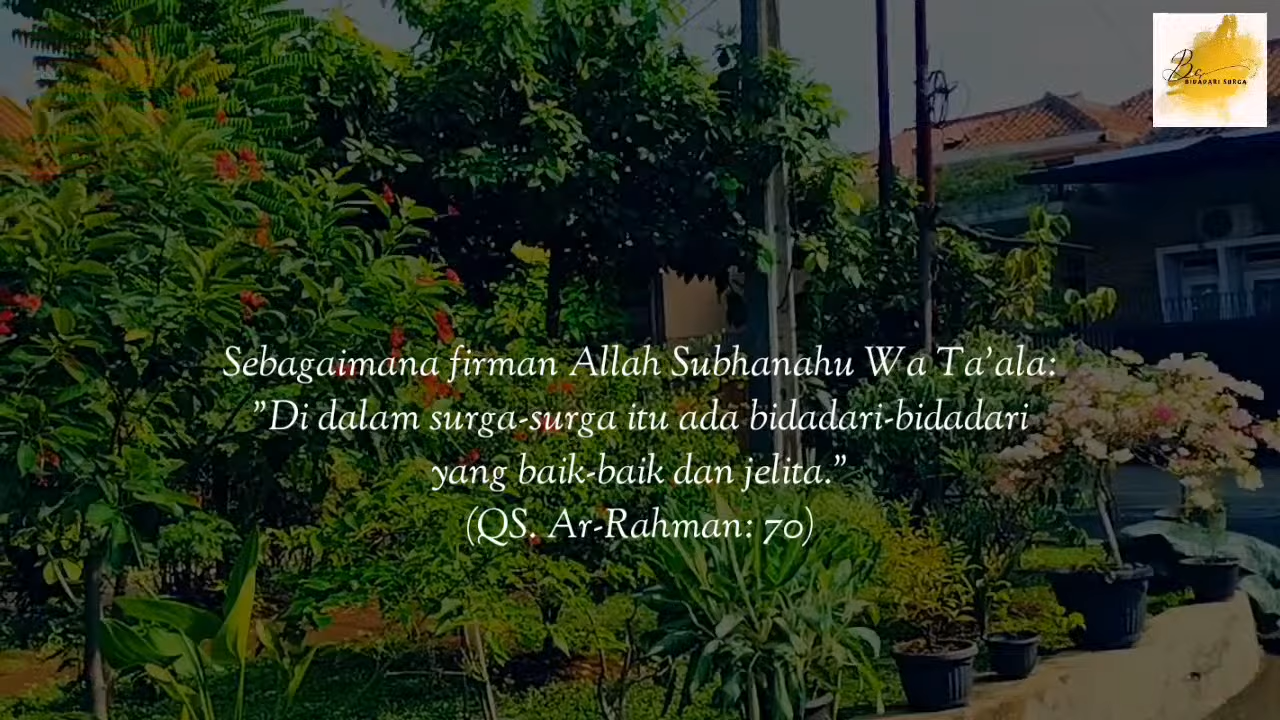 Bs
BIDADARI SURGA
Sebagaimana firman Allah Subhanahu Wa Ta'ala:
"Di dalam surga-surga itu ada bidadari-bidadari
yang baik-baik dan jelita."
(QS. Ar-Rahman: 70)